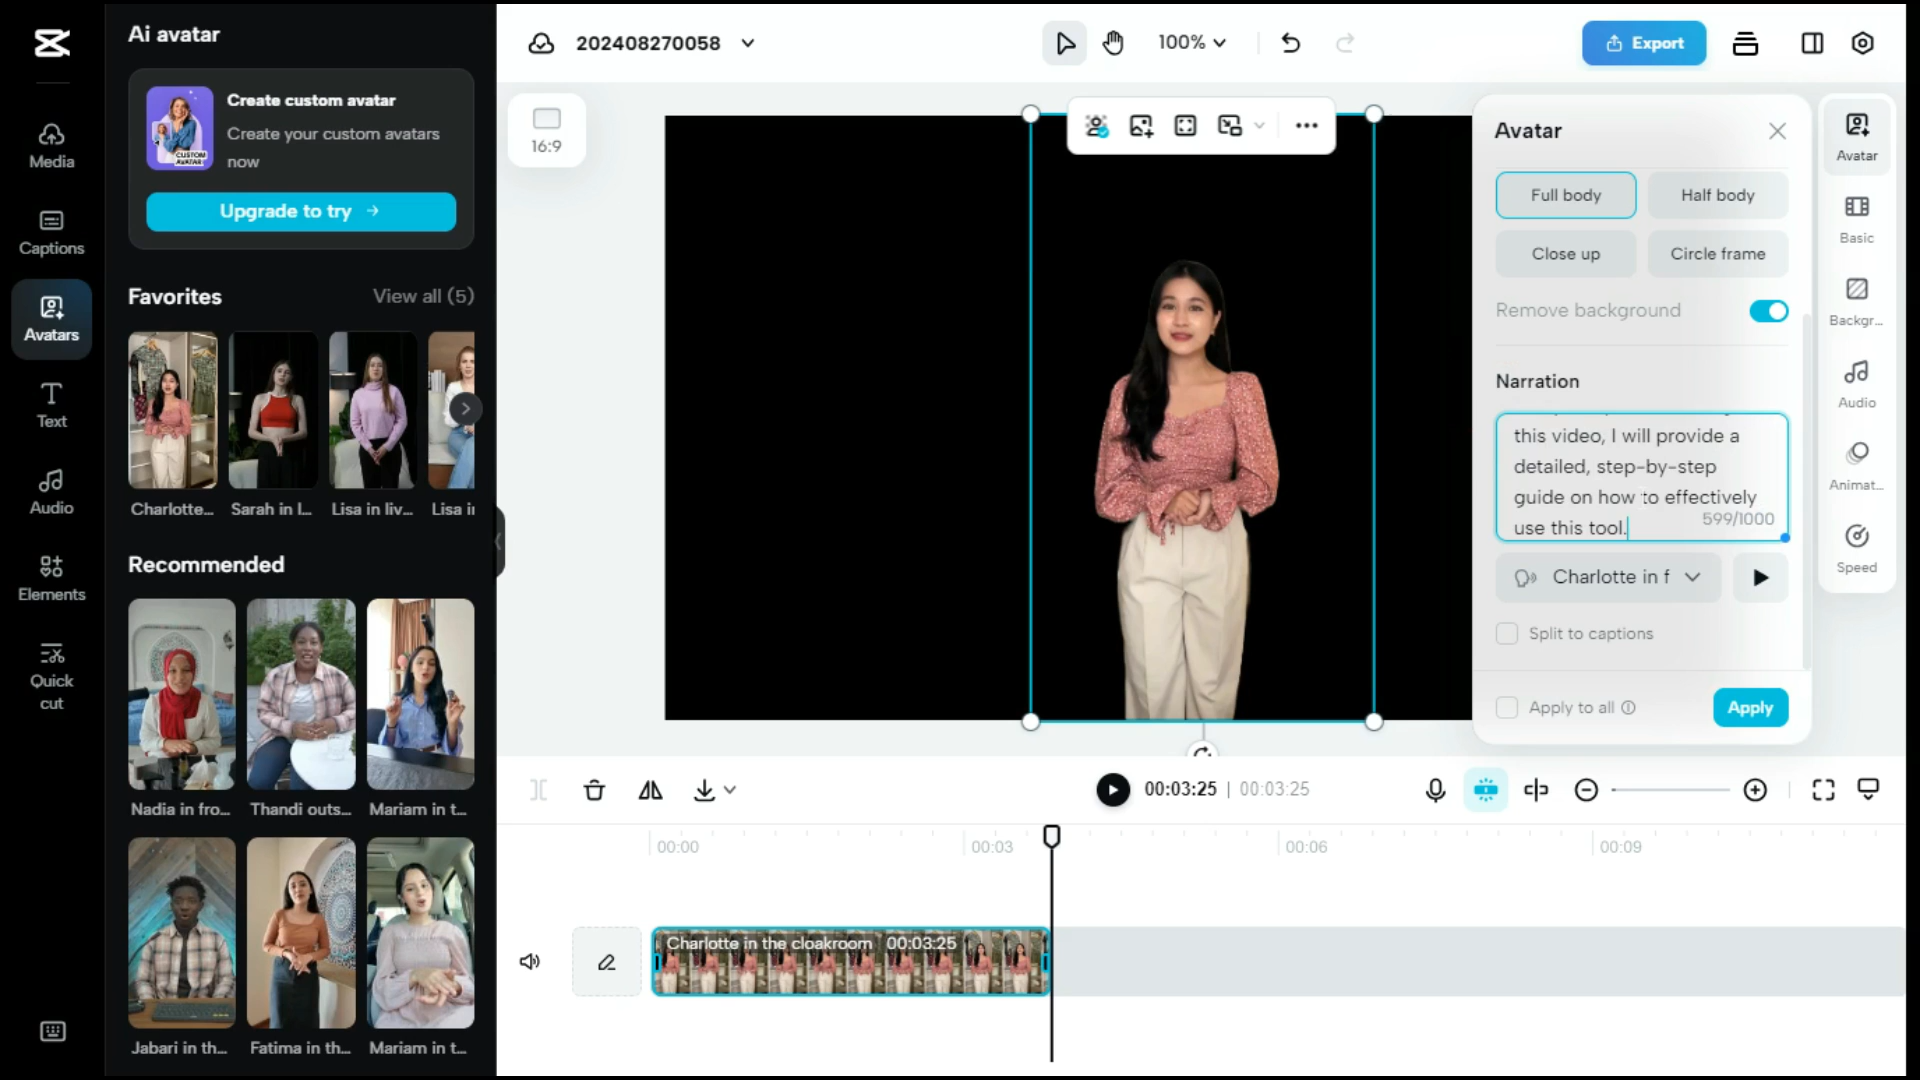 Ai avatar
Create custom avatar
Create your custom avatars
now
CUSTOM
AVATAR
Upgrade to try
Media
Captions
Avatars
Text
Audio
Elements
Quick
cut
Favorites
View all (5)
Charlotte...
Sarah in l...
Lisa in liv...
Lisa i
Recommended
Nadia in fro...
Thandi outs...
Mariam in t...
Jabari in th...
Fatima in th...
Mariam in t...
202408270058
100%
Export
16:9
Avatar
Full body
Half body
Close up
Circle frame
Remove background
Narration
this video, I will provide a
detailed, step-by-step
guide on how to effectively
use this tool.
599/1000
Charlotte in f
Split to captions
Apply to all
Apply
Avatar
Basic
Backgr...
Audio
Animat...
Speed
00:03:25 | 00:03:25
00:00
00:03
00:06
00:09
Charlotte in the cloakroom 00:03:25